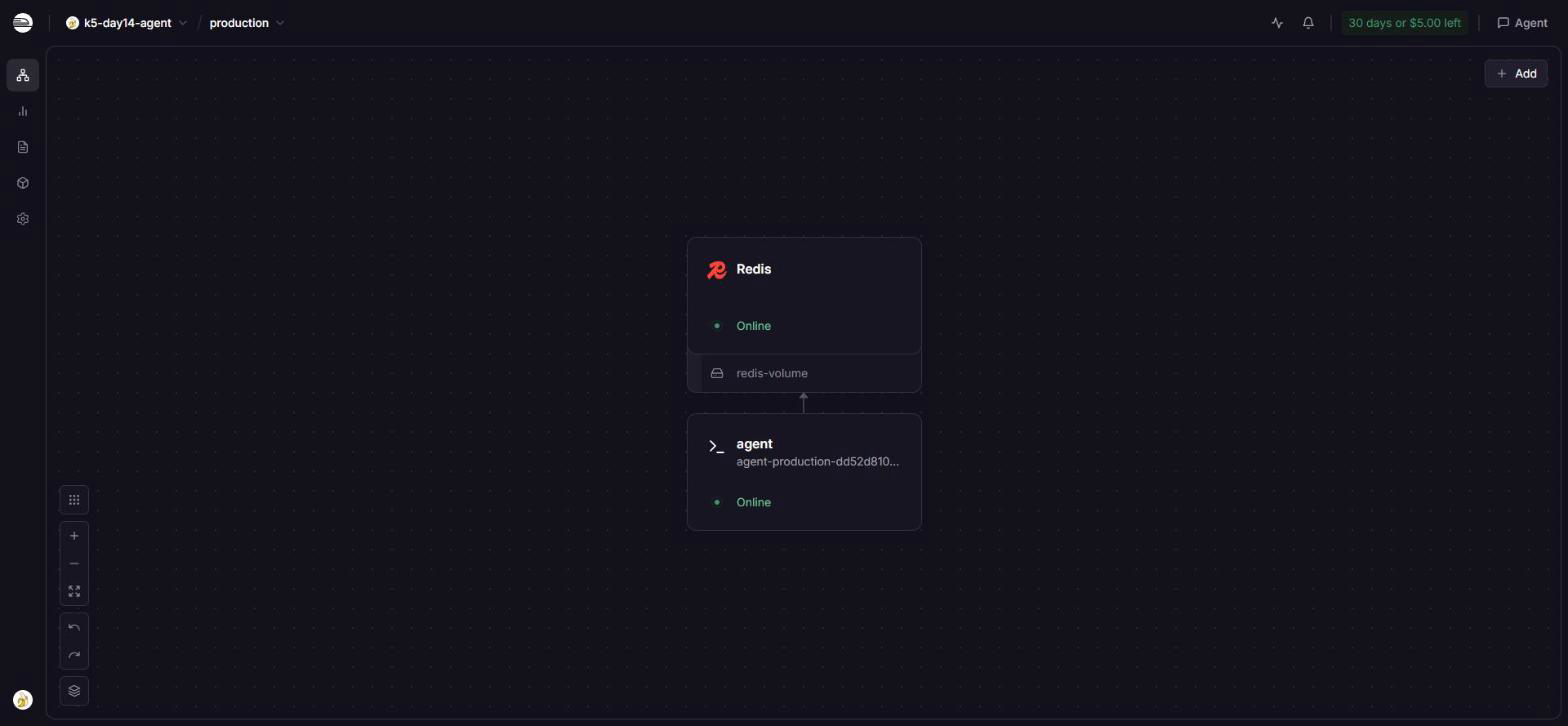 k5-day14-agent / production
30 days or $5.00 left
Agent
+ Add
Redis
Online
redis-volume
agent
agent-production-dd52d810...
Online